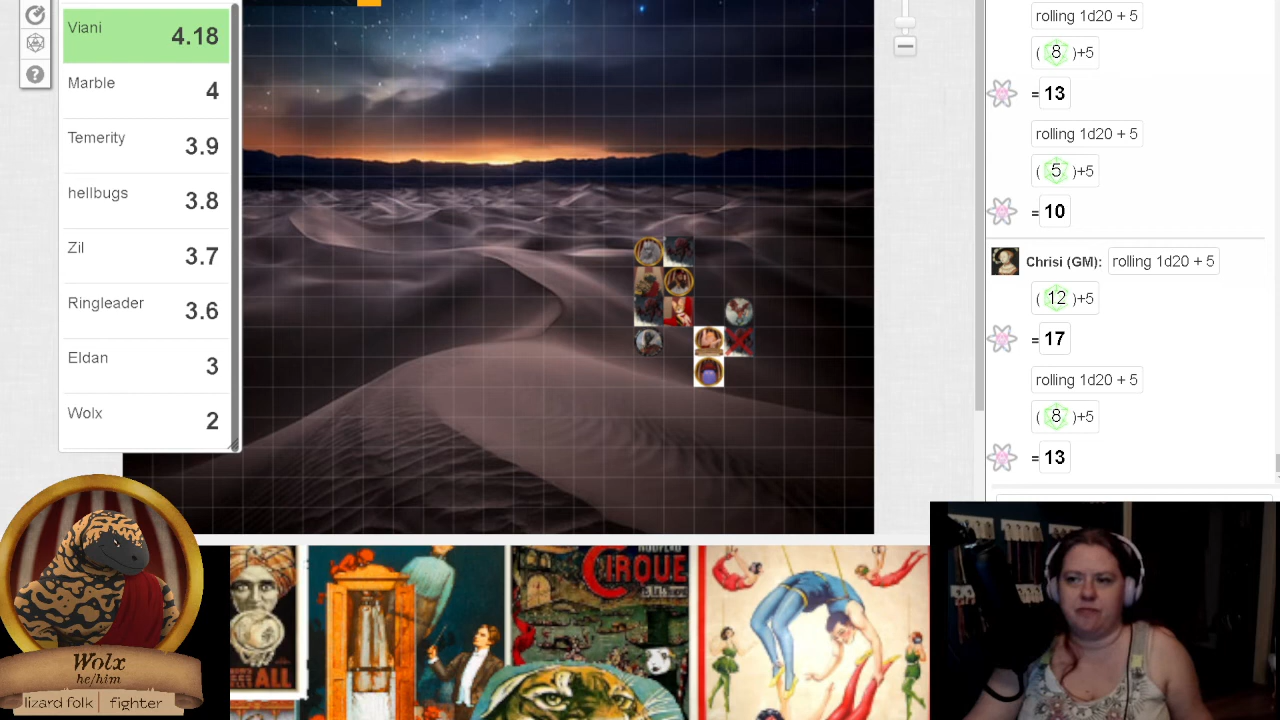 Viani
4.18
Marble
4
Temerity
3.9
hellbugs
3.8
Zil
3.7
Ringleader
3.6
Eldan
3
Wolx
2
rolling 1d20 + 5
( 8 )+5
=13
rolling 1d20 + 5
( 5 )+5
=10
Chrisi (GM): rolling 1d20 + 5
( 12 )+5
=17
rolling 1d20 + 5
( 8 )+5
=13
Wolx
he/him
lizard folk | fighter
ALL
CIRQUE